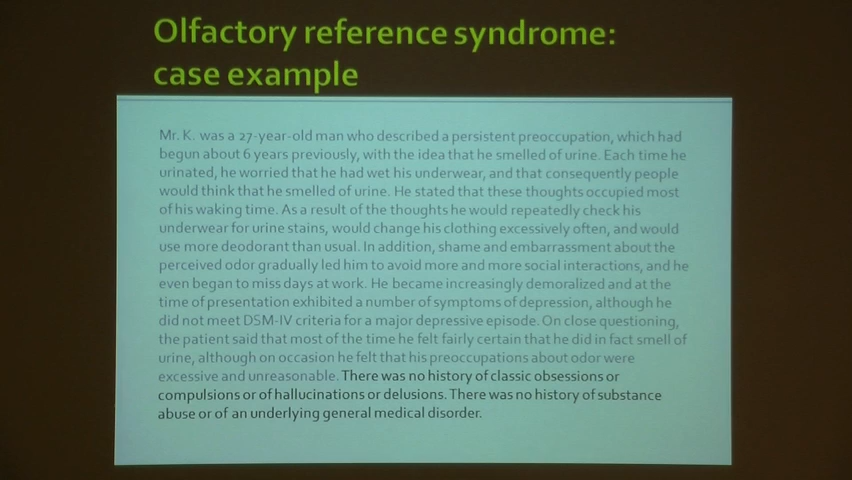 Olfactory reference syndrome:
case example
Mr. K. was a 27-year-old man who described a persistent preoccupation, which had
begun about 6 years previously, with the idea that he smelled of urine. Each time he
urinated, he worried that he had wet his underwear, and that consequently people
would think that he smelled of urine. He stated that these thoughts occupied most
of his waking time. As a result of the thoughts he would repeatedly check his
underwear for urine stains, would change his clothing excessively often, and would
use more deodorant than usual. In addition, shame and embarrassment about the
perceived odor gradually led him to avoid more and more social interactions, and he
even began to miss days at work. He became increasingly demoralized and at the
time of presentation exhibited a number of symptoms of depression, although he
did not meet DSM-IV criteria for a major depressive episode. On close questioning,
the patient said that most of the time he felt fairly certain that he did in fact smell of
urine, although on occasion he felt that his preoccupations about odor were
excessive and unreasonable. There was no history of classic obsessions or
compulsions or of hallucinations or delusions. There was no history of substance
abuse or of an underlying general medical disorder.